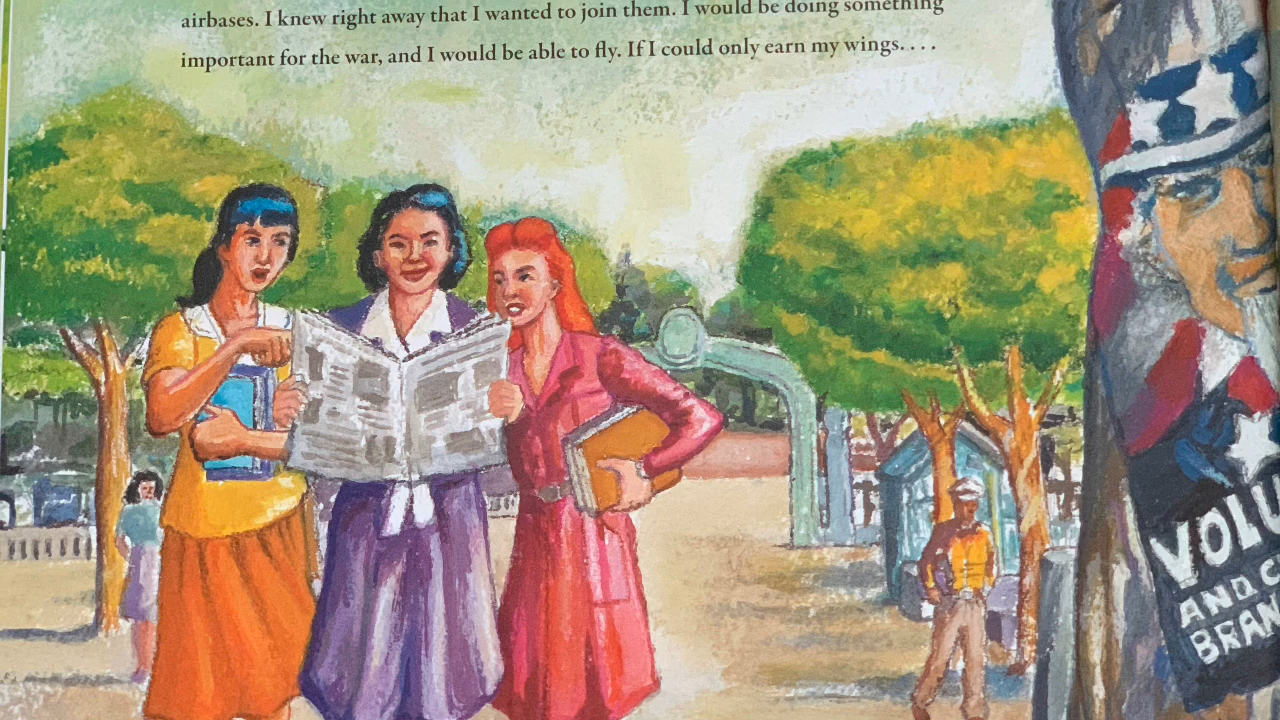 airbases. I knew right away that I wanted to join them. I would be doing something
important for the war, and I would be able to fly. If I could only earn my wings. . . .
VOLU
AND C
BRAN